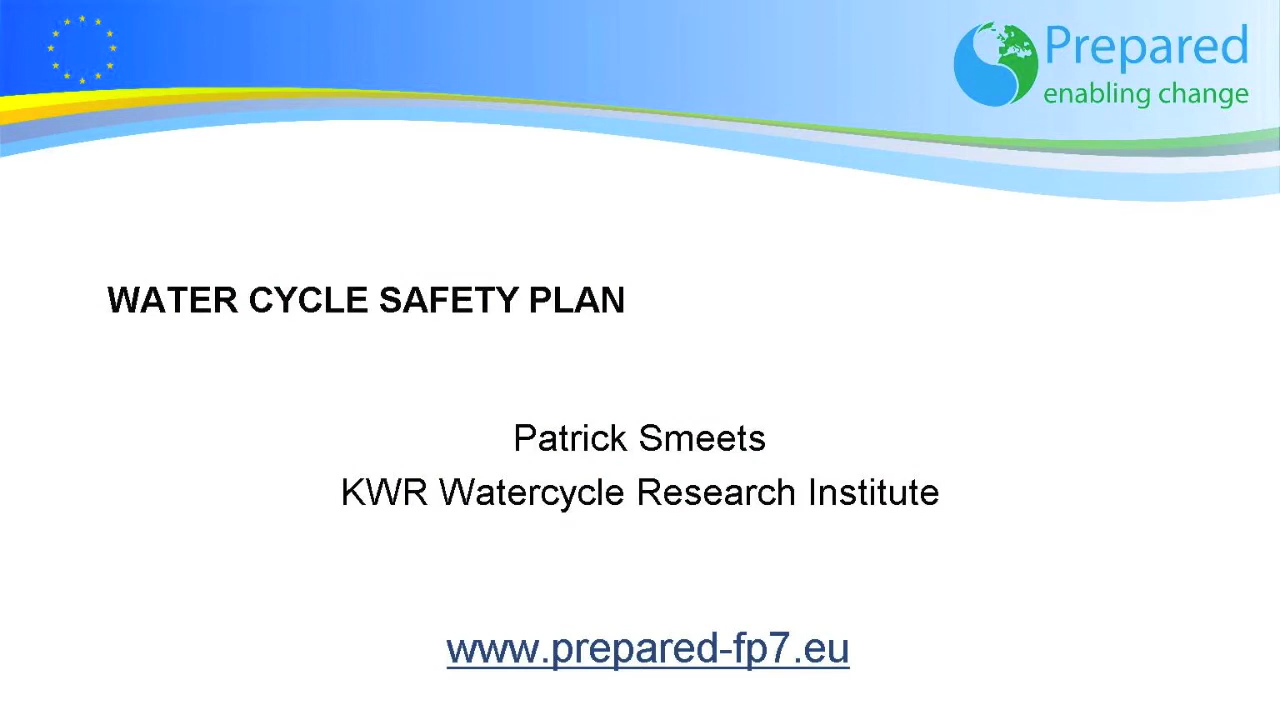 Prepared
enabling change
WATER CYCLE SAFETY PLAN
Patrick Smeets
KWR Watercycle Research Institute
www.prepared-fp7.eu